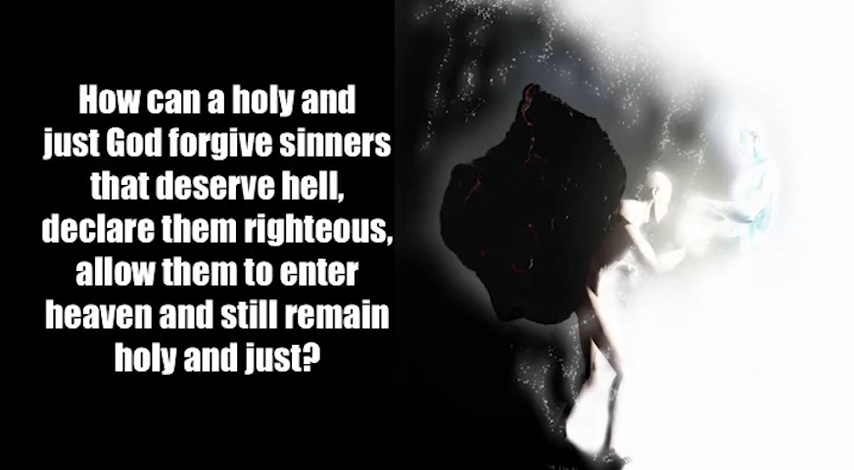 How can a holy and
just God forgive sinners
that deserve hell,
declare them righteous,
allow them to enter
heaven and still remain
holy and just?